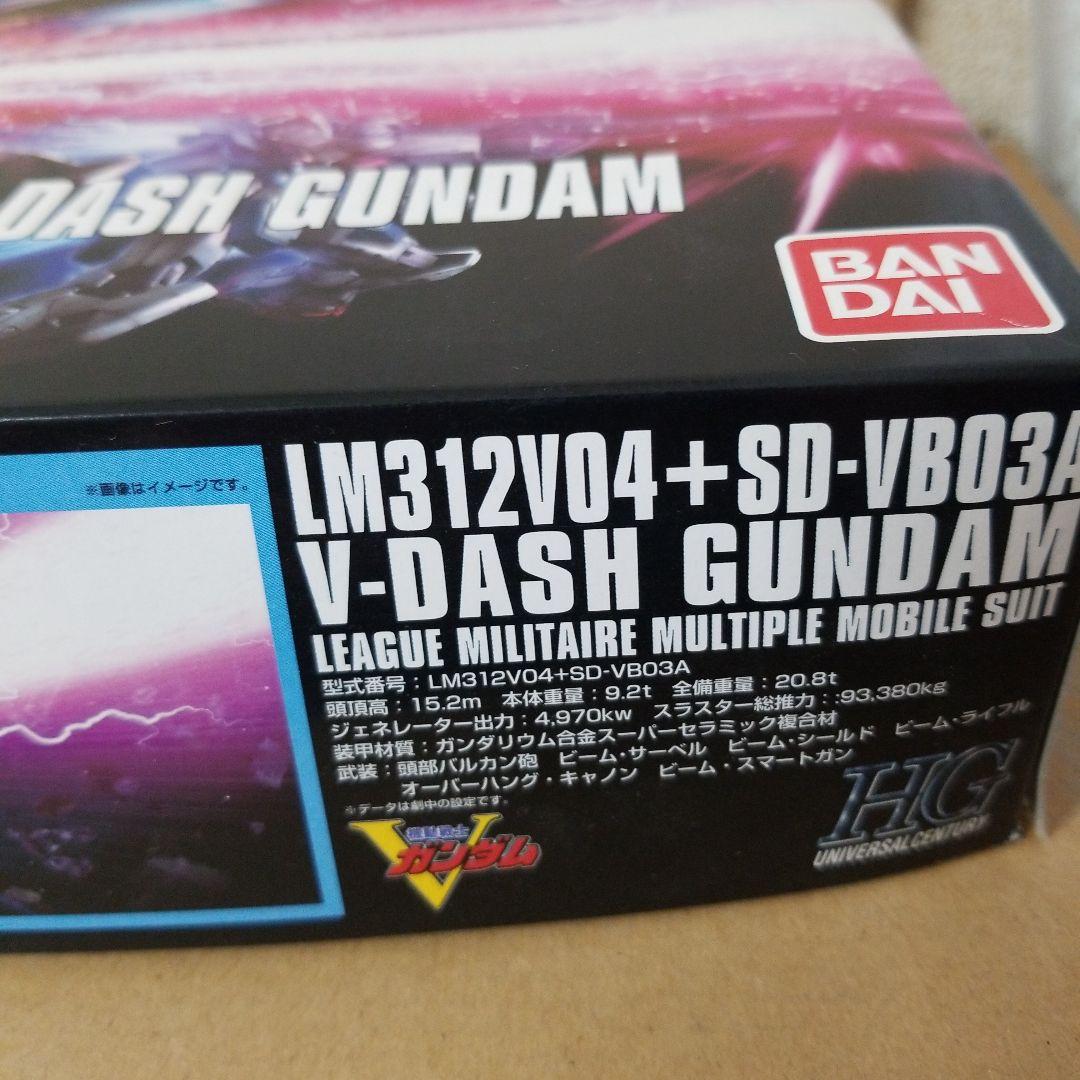 DASH GUNDAM
BAN
DAI
※画像はイメージです。
LM312V04+SD-VB03A
V-DASH GUNDAM
LEAGUE MILITAIRE MULTIPLE MOBILE SUIT
型式番号:LM312V04+SD-VB03A
頭頂高:15.2m 本体重量:9.2t 全備重量:20.8t
ジェネレーター出力:4,970kw スラスター総推力::93,380kg
装甲材質:ガンダリウム合金スーパーセラミック複合材
武装:頭部バルカン砲 ビーム・サーベル ビーム・シールド ビーム・ライフル
オーバーハング・キャノン ビーム・スマートガン
※データは劇中の設定です。
機動戦士
Vガンダム
HG
UNIVERSAL CENTURY